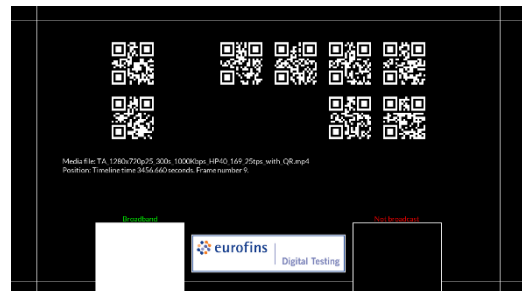 Media file: TA_1280x720p25_300s_1000Kbps_HP40_169_25tps_with_QR.mp4
Position: Timeline time 3456.660 seconds. Frame number 9.
Broadband
Not broadcast
eurofins
Digital Testing